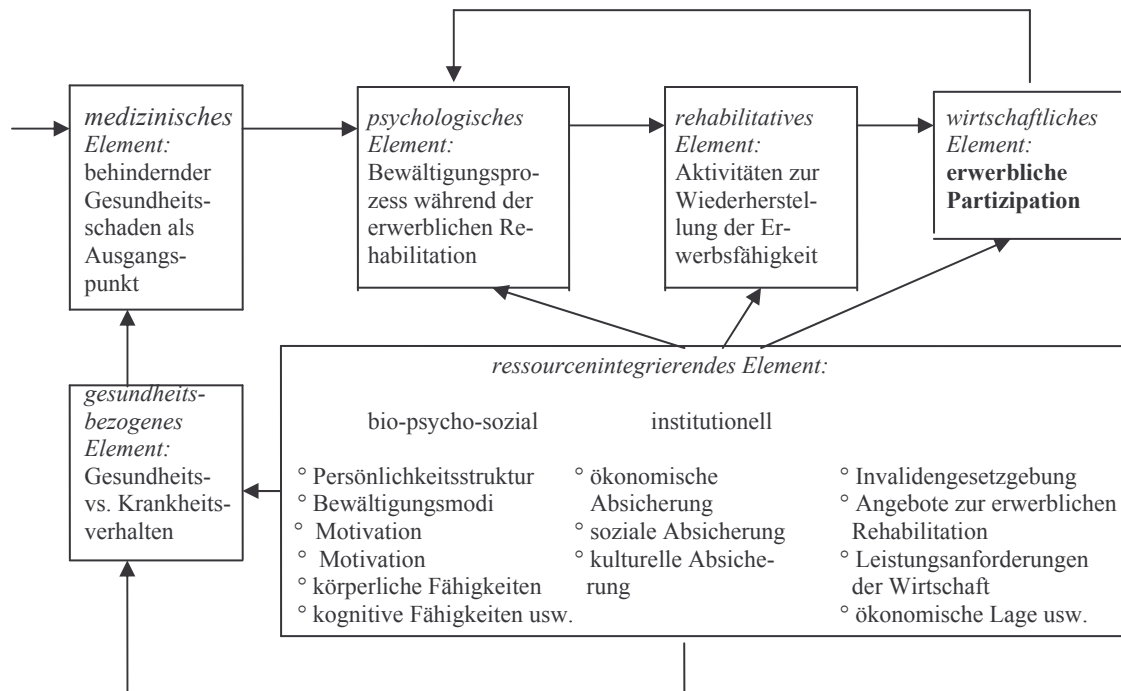 medizinisches
Element:
behindernder
Gesundheits-
schaden als
Ausgangs-
punkt
psychologisches
Element:
Bewältigungspro-
zess während der
erwerblichen Re-
habilitation
rehabilitatives
Element:
Aktivitäten zur
Wiederherstel-
lung der Er-
werbsfähigkeit
wirtschaftliches
Element:
erwerbliche
Partizipation
gesundheits-
bezogenes
Element:
Gesundheits-
vs. Krankheits-
verhalten
ressourcenintegrierendes Element:
bio-psycho-sozial
institutionell
° Persönlichkeitsstruktur
° Bewältigungsmodi
° Motivation
° Motivation
° körperliche Fähigkeiten
° kognitive Fähigkeiten usw.
° ökonomische
Absicherung
° soziale Absicherung
° kulturelle Absiche-
rung
° Invalidengesetzgebung
° Angebote zur erwerblichen
Rehabilitation
° Leistungsanforderungen
der Wirtschaft
° ökonomische Lage usw.